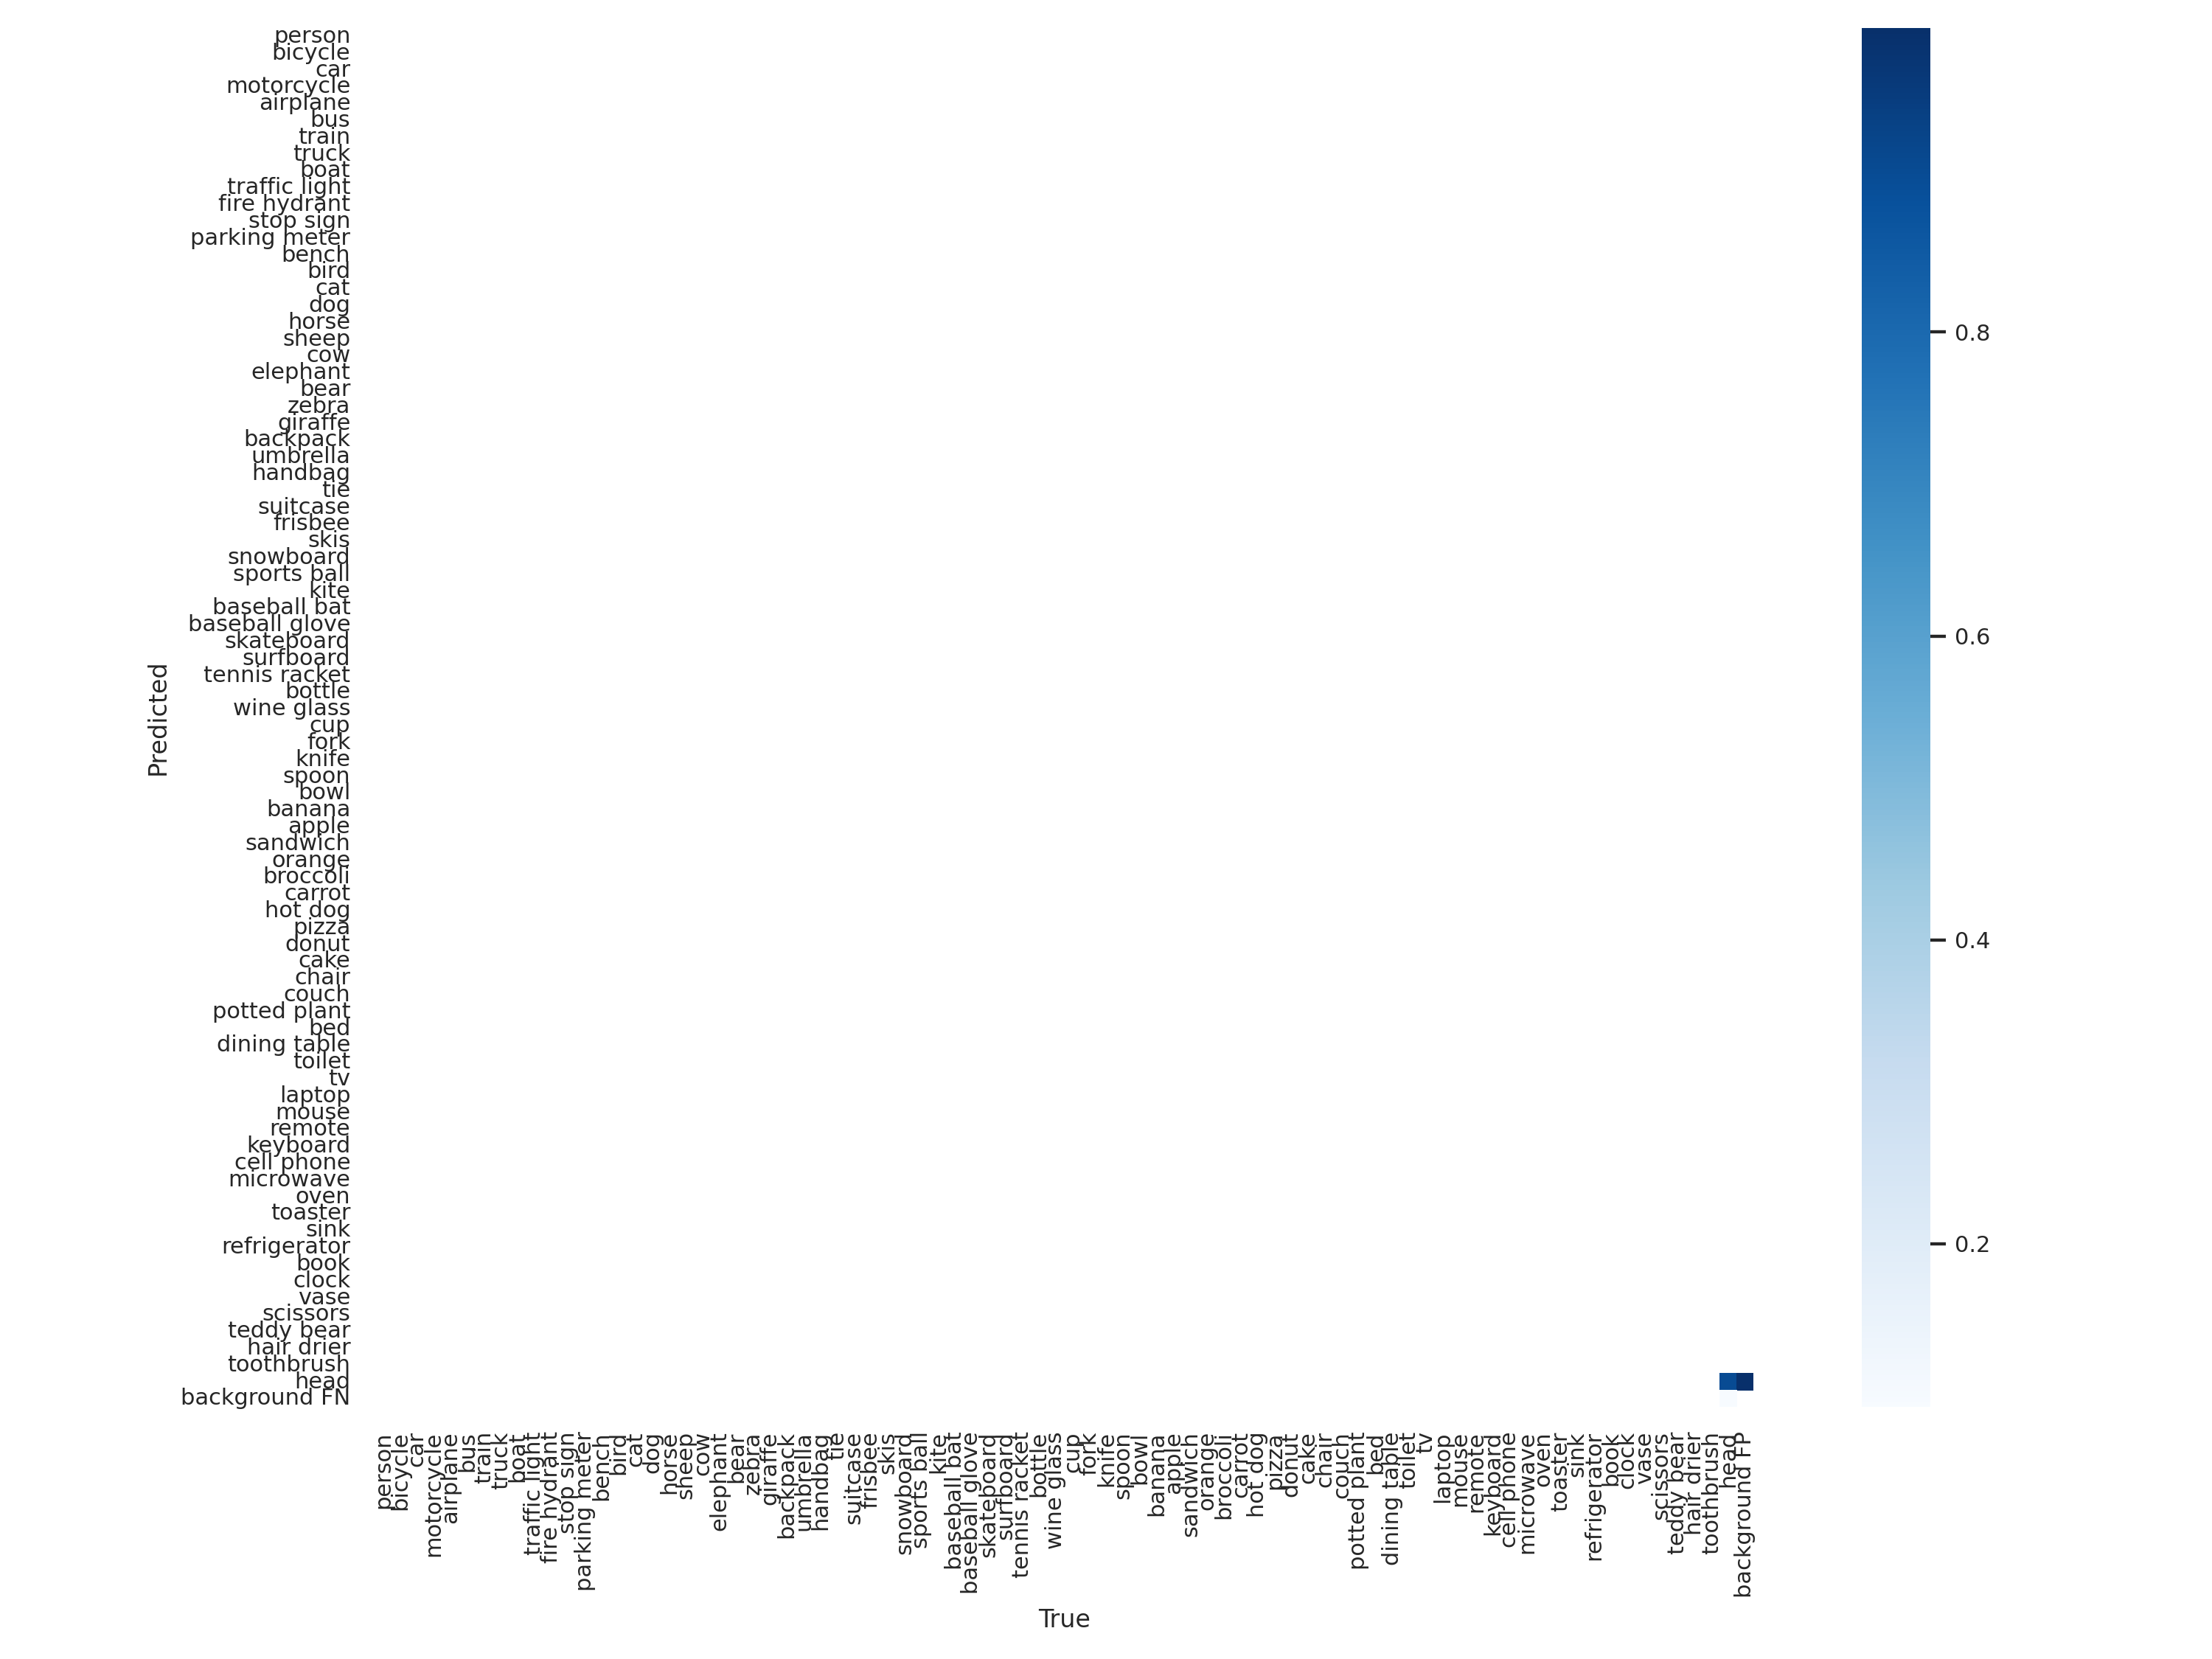 person
bicycle
car
motorcycle
airplane
bus
train
truck
boat
traffic light
fire hydrant
stop sign
parking meter
bench
bird
cat
dog
horse
sheep
cow
elephant
bear
zebra
giraffe
backpack
umbrella
handbag
tie
suitcase
frisbee
skis
snowboard
sports ball
kite
baseball bat
baseball glove
skateboard
surfboard
tennis racket
bottle
wine glass
cup
fork
knife
spoon
bowl
banana
apple
sandwich
orange
broccoli
carrot
hot dog
pizza
donut
cake
chair
couch
potted plant
bed
dining table
toilet
tv
laptop
mouse
remote
keyboard
cell phone
microwave
oven
toaster
sink
refrigerator
book
clock
vase
scissors
teddy bear
hair drier
toothbrush
head
background FN
Predicted
person
bicycle
car
motorcycle
airplane
bus
train
truck
boat
traffic light
fire hydrant
stop sign
parking meter
bench
bird
cat
dog
horse
sheep
cow
elephant
bear
zebra
giraffe
backpack
umbrella
handbag
tie
suitcase
frisbee
skis
snowboard
sports ball
kite
baseball bat
baseball glove
skateboard
surfboard
tennis racket
bottle
wine glass
cup
fork
knife
spoon
bowl
banana
apple
sandwich
orange
broccoli
carrot
hot dog
pizza
donut
cake
chair
couch
potted plant
bed
dining table
toilet
tv
laptop
mouse
remote
keyboard
cell phone
microwave
oven
toaster
sink
refrigerator
book
clock
vase
scissors
teddy bear
hair drier
toothbrush
head
background FP
True
0.8
0.6
0.4
0.2